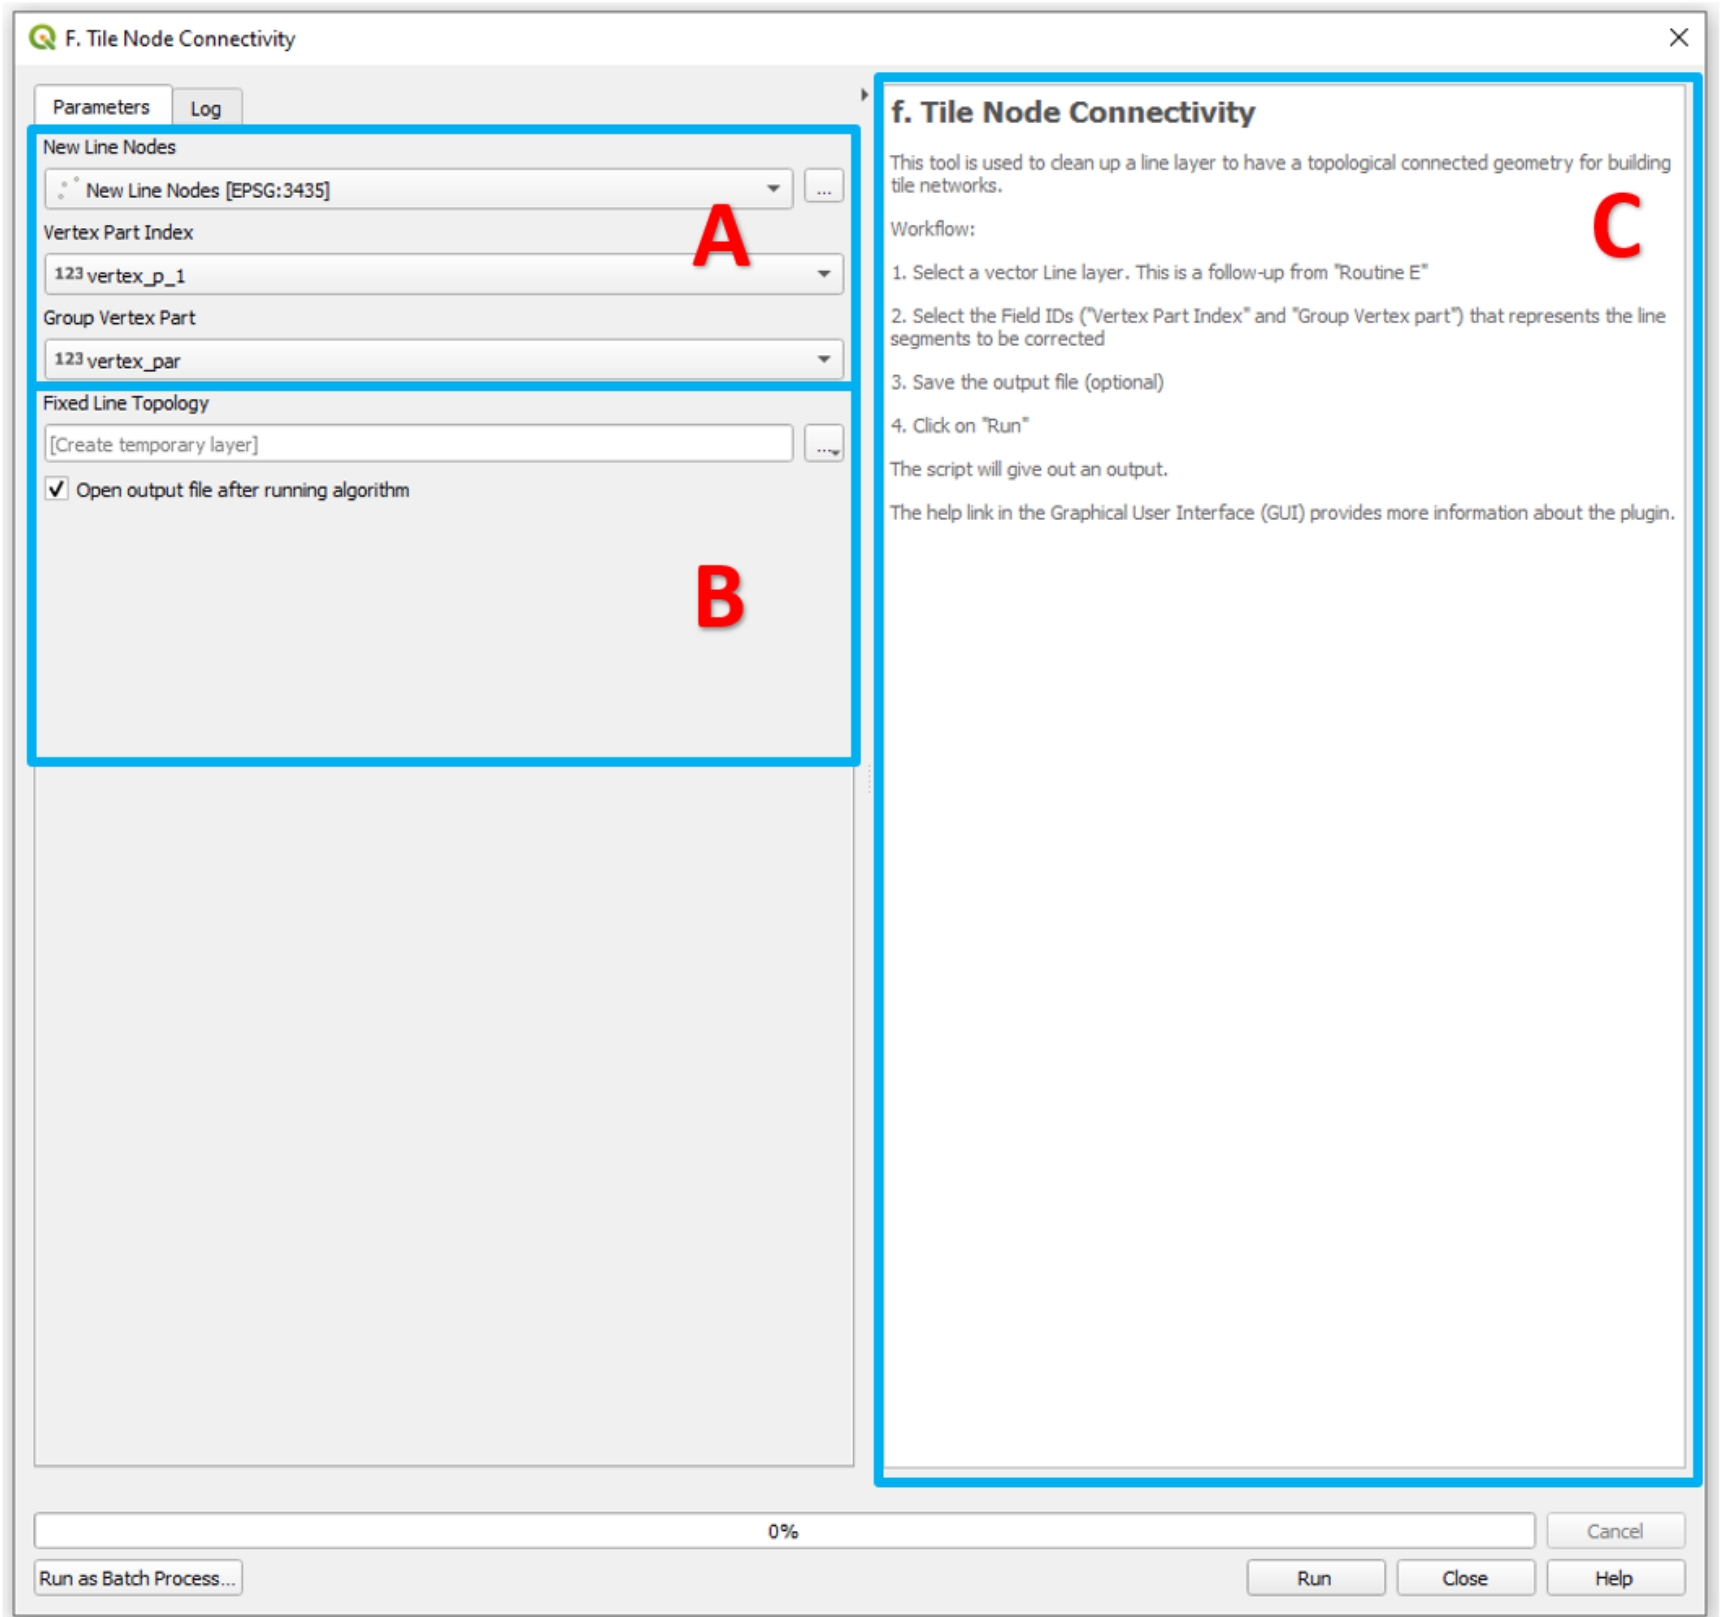 F. Tile Node Connectivity
Parameters
Log
New Line Nodes
New Line Nodes [EPSG:3435]
...
A
Vertex Part Index
123 vertex_p_1
Group Vertex Part
123 vertex_par
Fixed Line Topology
[Create temporary layer]
...
Open output file after running algorithm
B
f. Tile Node Connectivity
This tool is used to clean up a line layer to have a topological connected geometry for building
tile networks.
C
Workflow:
1. Select a vector Line layer. This is a follow-up from "Routine E"
2. Select the Field IDs ("Vertex Part Index" and "Group Vertex part") that represents the line
segments to be corrected
3. Save the output file (optional)
4. Click on "Run"
The script will give out an output.
The help link in the Graphical User Interface (GUI) provides more information about the plugin.
0%
Cancel
Run as Batch Process...
Run
Close
Help